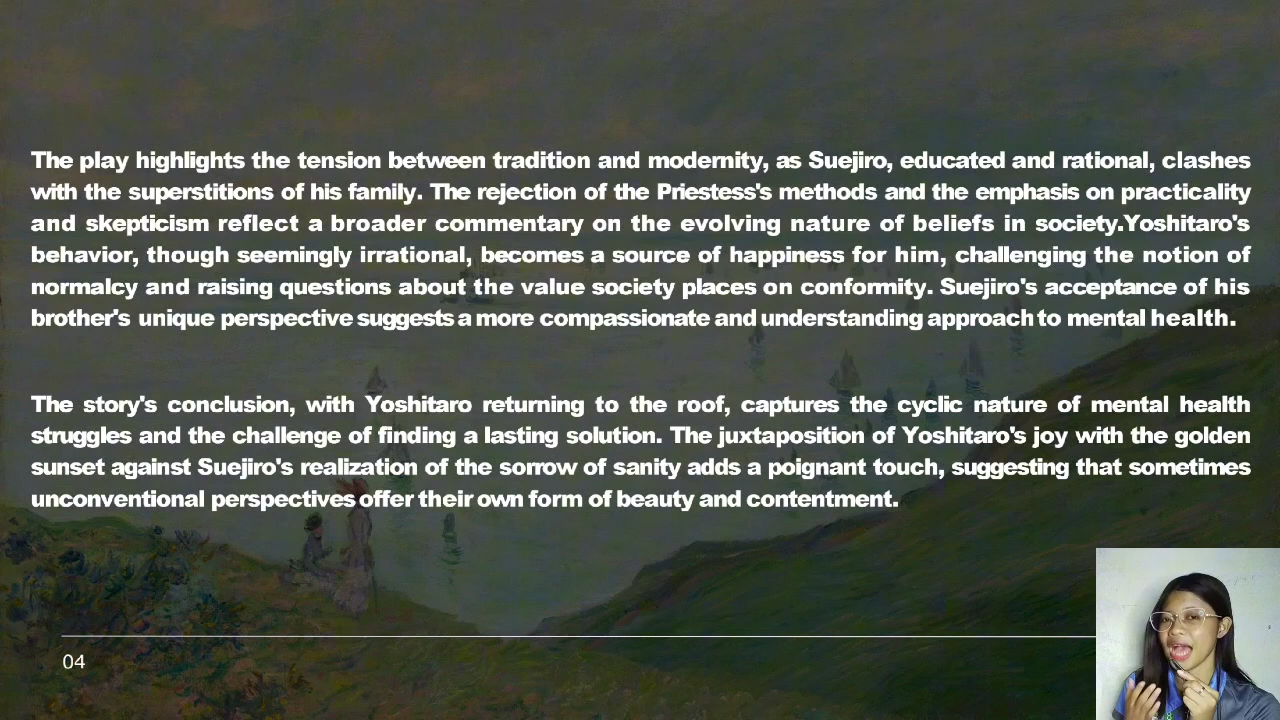 The play highlights the tension between tradition and modernity, as Suejiro, educated and rational, clashes
with the superstitions of his family. The rejection of the Priestess's methods and the emphasis on practicality
and skepticism reflect a broader commentary on the evolving nature of beliefs in society.Yoshitaro's
behavior, though seemingly irrational, becomes a source of happiness for him, challenging the notion of
normalcy and raising questions about the value society places on conformity. Suejiro's acceptance of his
brother's unique perspective suggests a more compassionate and understanding approach to mental health.
The story's conclusion, with Yoshitaro returning to the roof, captures the cyclic nature of mental health
struggles and the challenge of finding a lasting solution. The juxtaposition of Yoshitaro's joy with the golden
sunset against Suejiro's realization of the sorrow of sanity adds a poignant touch, suggesting that sometimes
unconventional perspectives offer their own form of beauty and contentment.
04